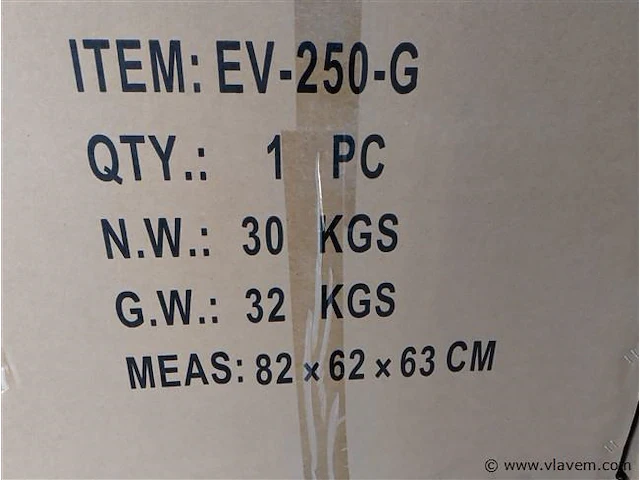 ITEM: EV-250-G
QTY.: 1 PC
N.W.: 30 KGS
G.W.: 32 KGS
MEAS: 82 × 62 × 63 CM
© www.vlavem.com